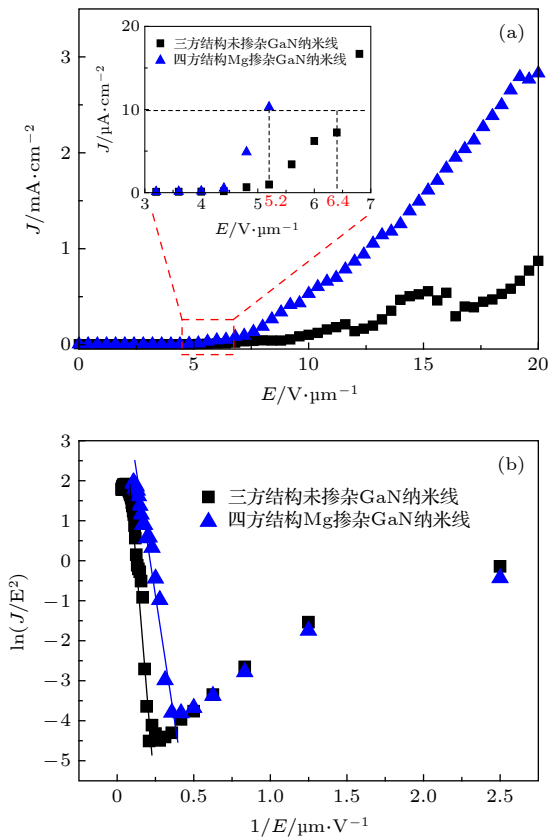 (a)
J/mA·cm−2
3
2
1
0
0 5 10 15 20
E/V·µm−1
J/µA·cm−2
20
10
0
三方结构未掺杂GaN纳米线
四方结构Mg掺杂GaN纳米线
3 4 5 6 7
5.2 6.4
E/V·µm−1
(b)
ln(J/E2)
3
2
1
0
-1
-2
-3
-4
-5
三方结构未掺杂GaN纳米线
四方结构Mg掺杂GaN纳米线
0 0.5 1.0 1.5 2.0 2.5
1/E/µm·V−1